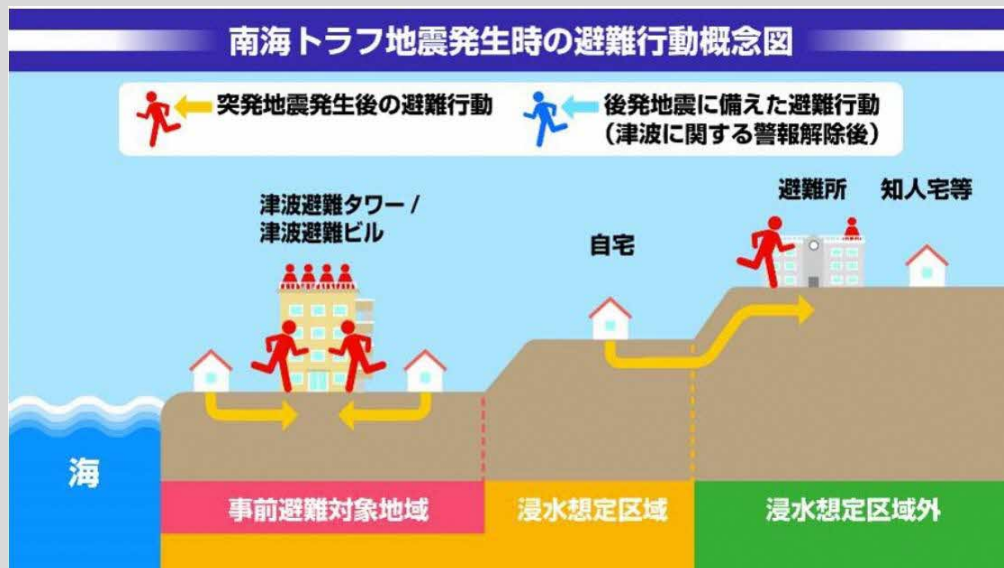 南海トラフ地震発生時の避難行動概念図
突発地震発生後の避難行動
後発地震に備えた避難行動
(津波に関する警報解除後)
津波避難タワー /
津波避難ビル
自宅
避難所
知人宅等
海
事前避難対象地域
浸水想定区域
浸水想定区域外